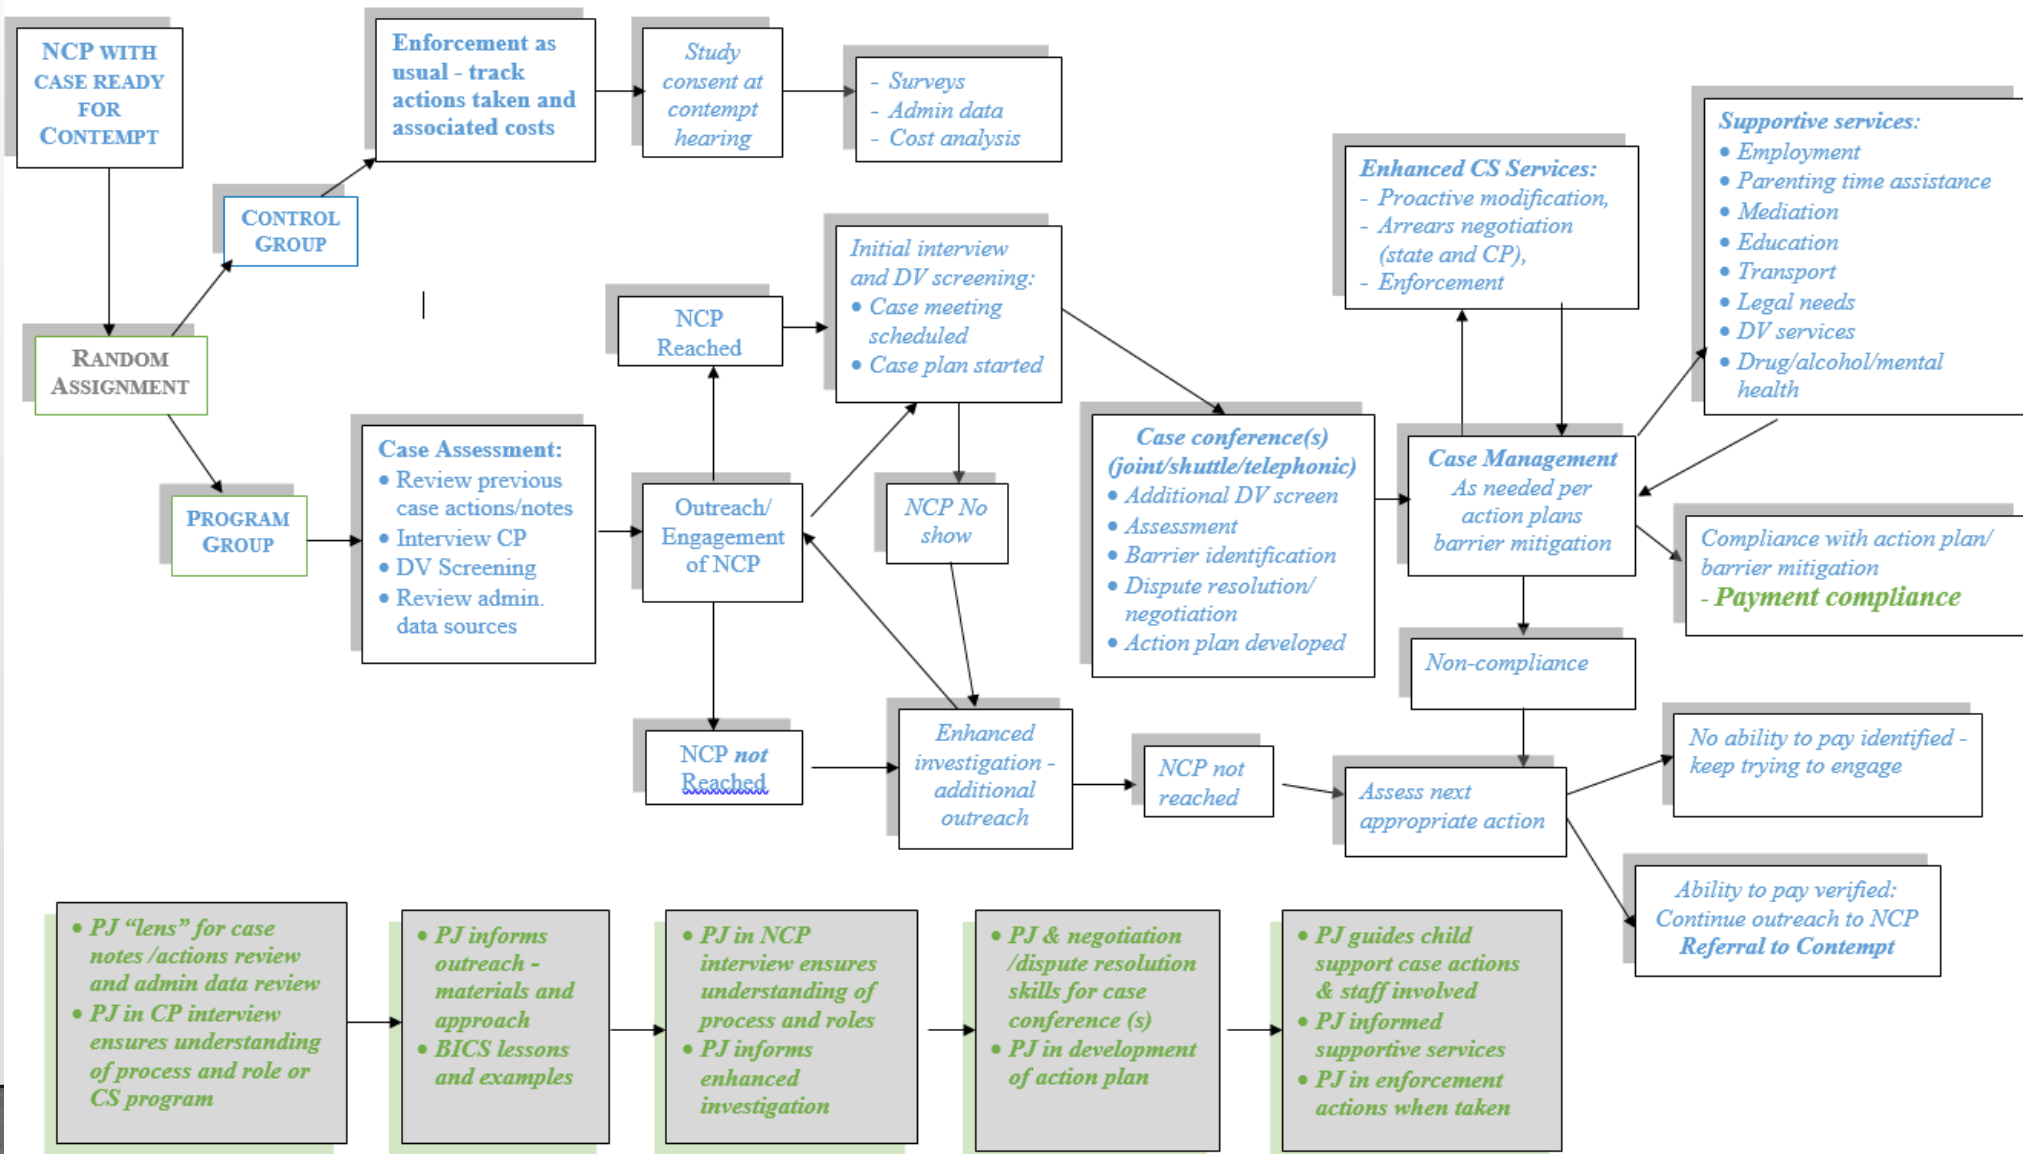 NCP WITH
CASE READY
FOR
CONTEMPT
Enforcement as
usual - track
actions taken and
associated costs
Study
consent at
contempt
hearing
- Surveys
- Admin data
- Cost analysis
CONTROL
GROUP
RANDOM
ASSIGNMENT
PROGRAM
GROUP
Case Assessment:
• Review previous
case actions/notes
• Interview CP
• DV Screening
• Review admin.
data sources
NCP
Reached
Outreach/
Engagement
of NCP
NCP not
Reached
Initial interview
and DV screening:
• Case meeting
scheduled
• Case plan started
NCP No
show
Enhanced
investigation -
additional
outreach
NCP not
reached
Case conference(s)
(joint/shuttle/telephonic)
• Additional DV screen
• Assessment
• Barrier identification
• Dispute resolution/
negotiation
• Action plan developed
Enhanced CS Services:
- Proactive modification,
- Arrears negotiation
(state and CP),
- Enforcement
Supportive services:
• Employment
• Parenting time assistance
• Mediation
• Education
• Transport
• Legal needs
• DV services
• Drug/alcohol/mental
health
Case Management
As needed per
action plans
barrier mitigation
Compliance with action plan/
barrier mitigation
- Payment compliance
Non-compliance
Assess next
appropriate action
No ability to pay identified -
keep trying to engage
Ability to pay verified:
Continue outreach to NCP
Referral to Contempt
• PJ “lens” for case
notes /actions review
and admin data review
• PJ in CP interview
ensures understanding
of process and role or
CS program
• PJ informs
outreach -
materials and
approach
• BICS lessons
and examples
• PJ in NCP
interview ensures
understanding of
process and roles
• PJ informs
enhanced
investigation
• PJ & negotiation
/dispute resolution
skills for case
conference (s)
• PJ in development
of action plan
• PJ guides child
support case actions
& staff involved
• PJ informed
supportive services
• PJ in enforcement
actions when taken